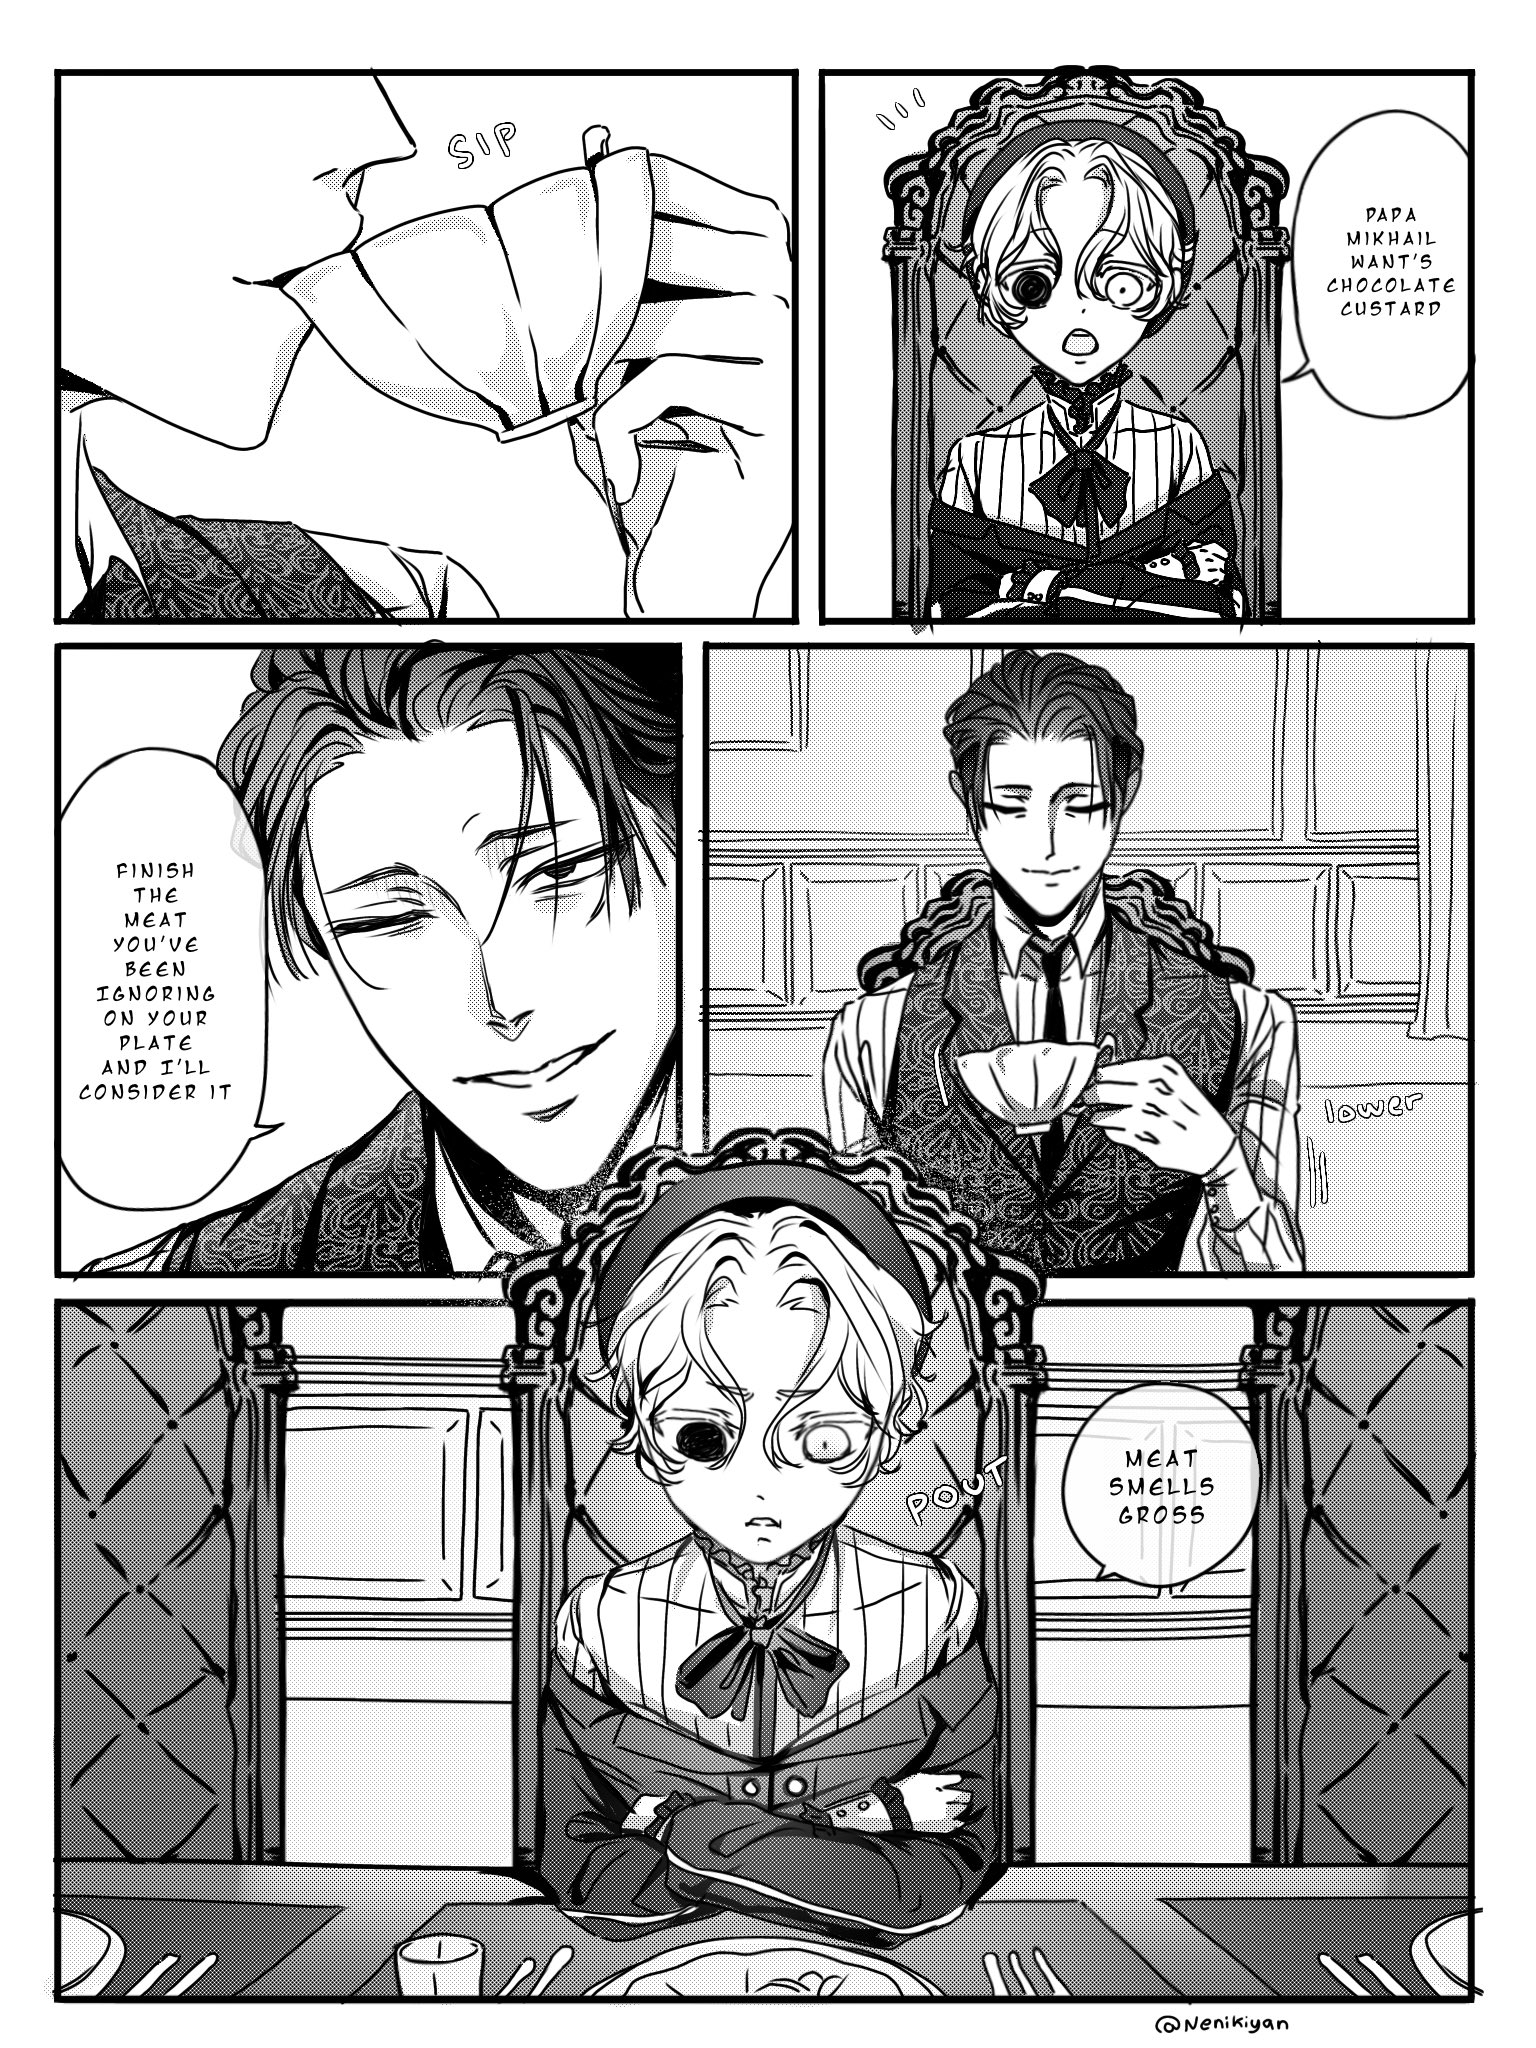 SIP
PAPA
MIKHAIL
WANT'S
CHOCOLATE
CUSTARD
FINISH
THE
MEAT
YOU'VE
BEEN
IGNORING
ON YOUR
PLATE
AND I'LL
CONSIDER IT
lower
POUT
MEAT
SMELLS
GROSS
@Nenikiyan